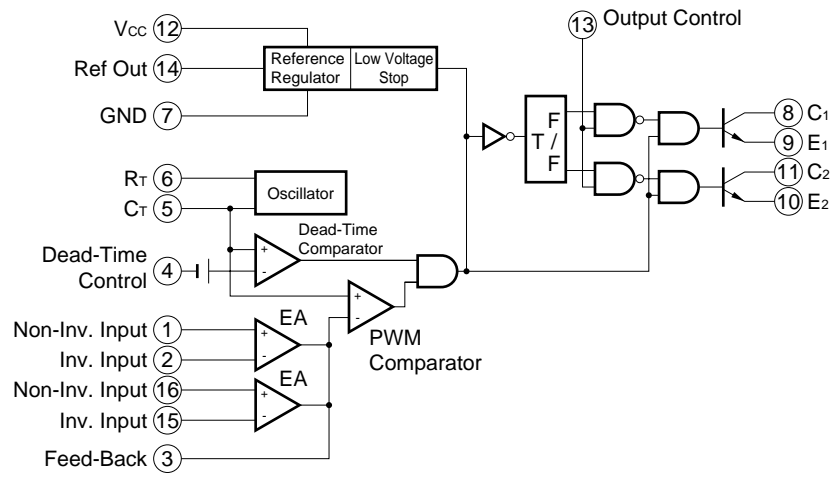 VCC 12
Ref Out 14
GND 7
Reference Regulator
Low Voltage Stop
13 Output Control
F
T /
F
8 C1
9 E1
11 C2
10 E2
RT 6
CT 5
Oscillator
Dead-Time Comparator
+
-
Dead-Time Control 4
+
-
PWM Comparator
Non-Inv. Input 1
Inv. Input 2
EA
+
-
Non-Inv. Input 16
Inv. Input 15
EA
+
-
Feed-Back 3